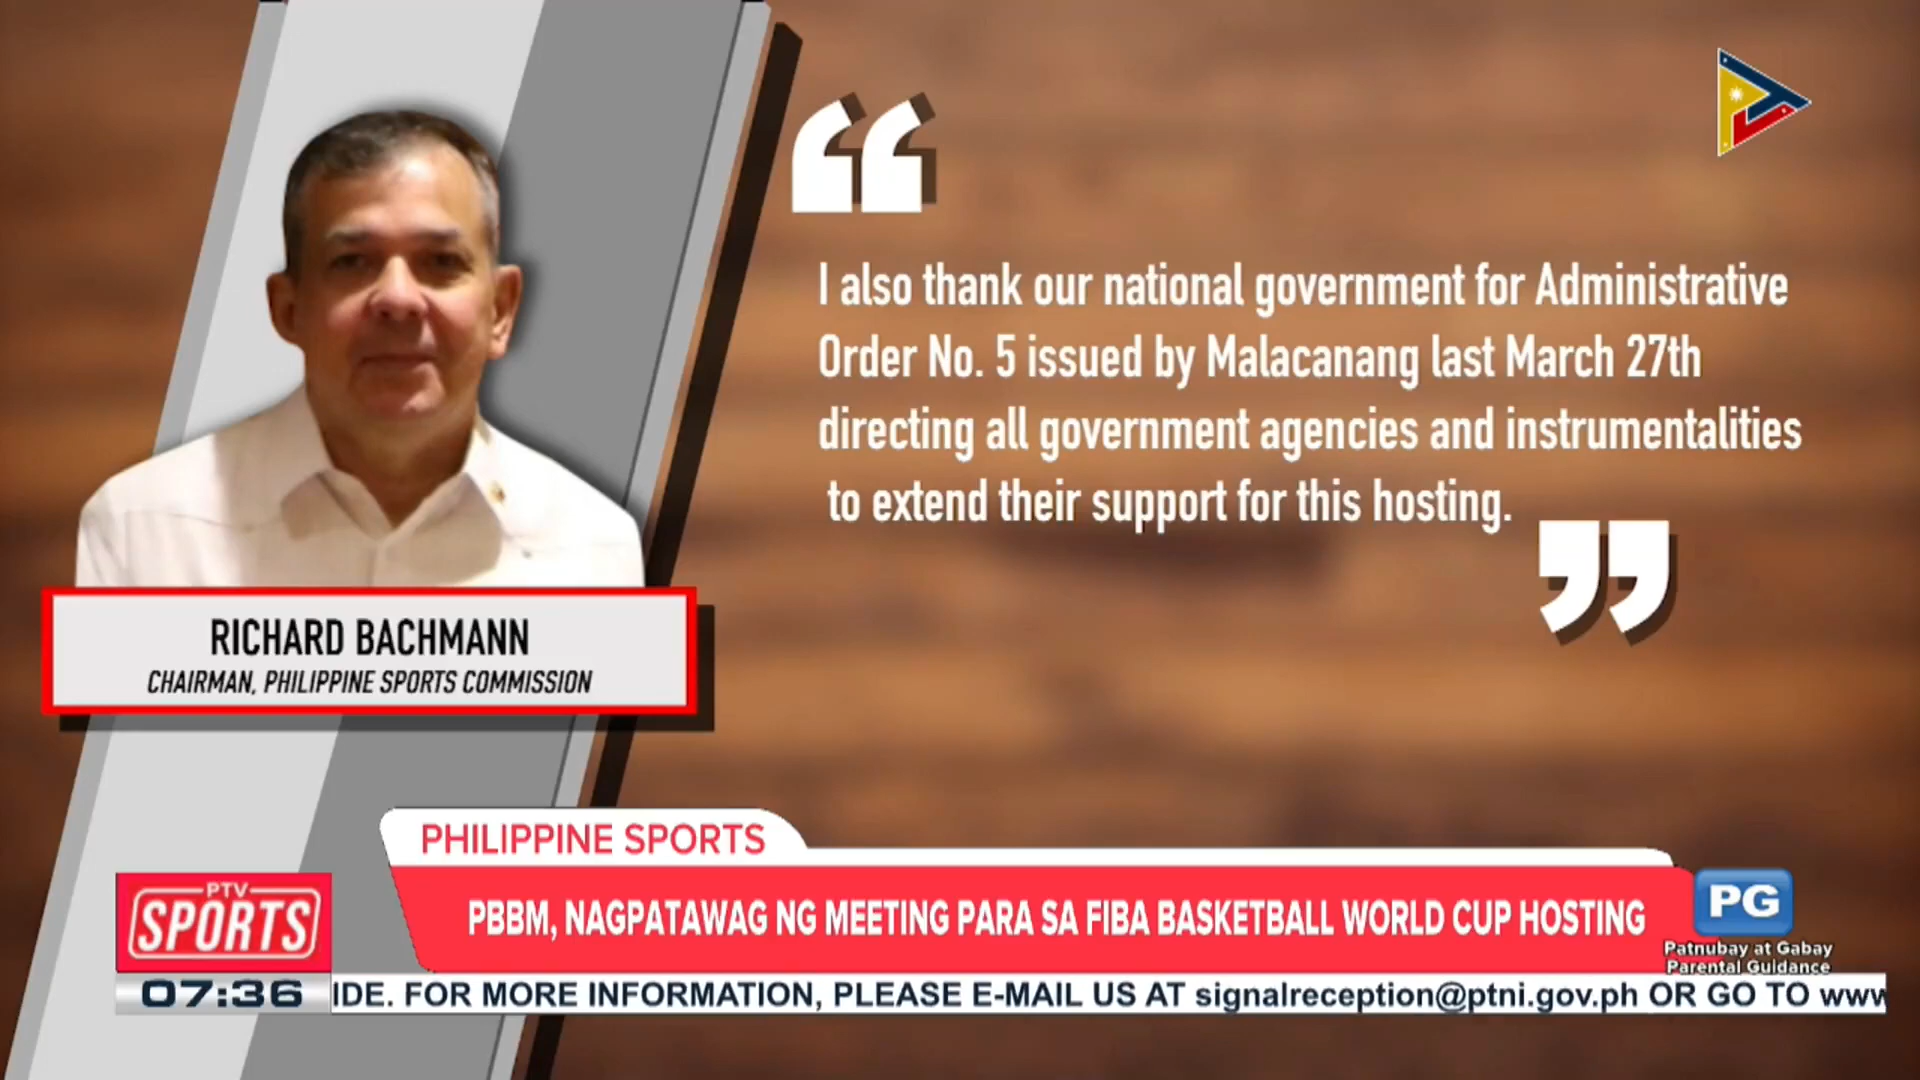 I also thank our national government for Administrative
Order No. 5 issued by Malacanang last March 27th
directing all government agencies and instrumentalities
to extend their support for this hosting.
RICHARD BACHMANN
CHAIRMAN, PHILIPPINE SPORTS COMMISSION
PHILIPPINE SPORTS
PTV
SPORTS
PBBM, NAGPATAWAG NG MEETING PARA SA FIBA BASKETBALL WORLD CUP HOSTING
PG
Patnubay at Gabay
Parental Guidance
07:36
IDE. FOR MORE INFORMATION, PLEASE E-MAIL US AT signalreception@ptni.gov.ph OR GO TO www